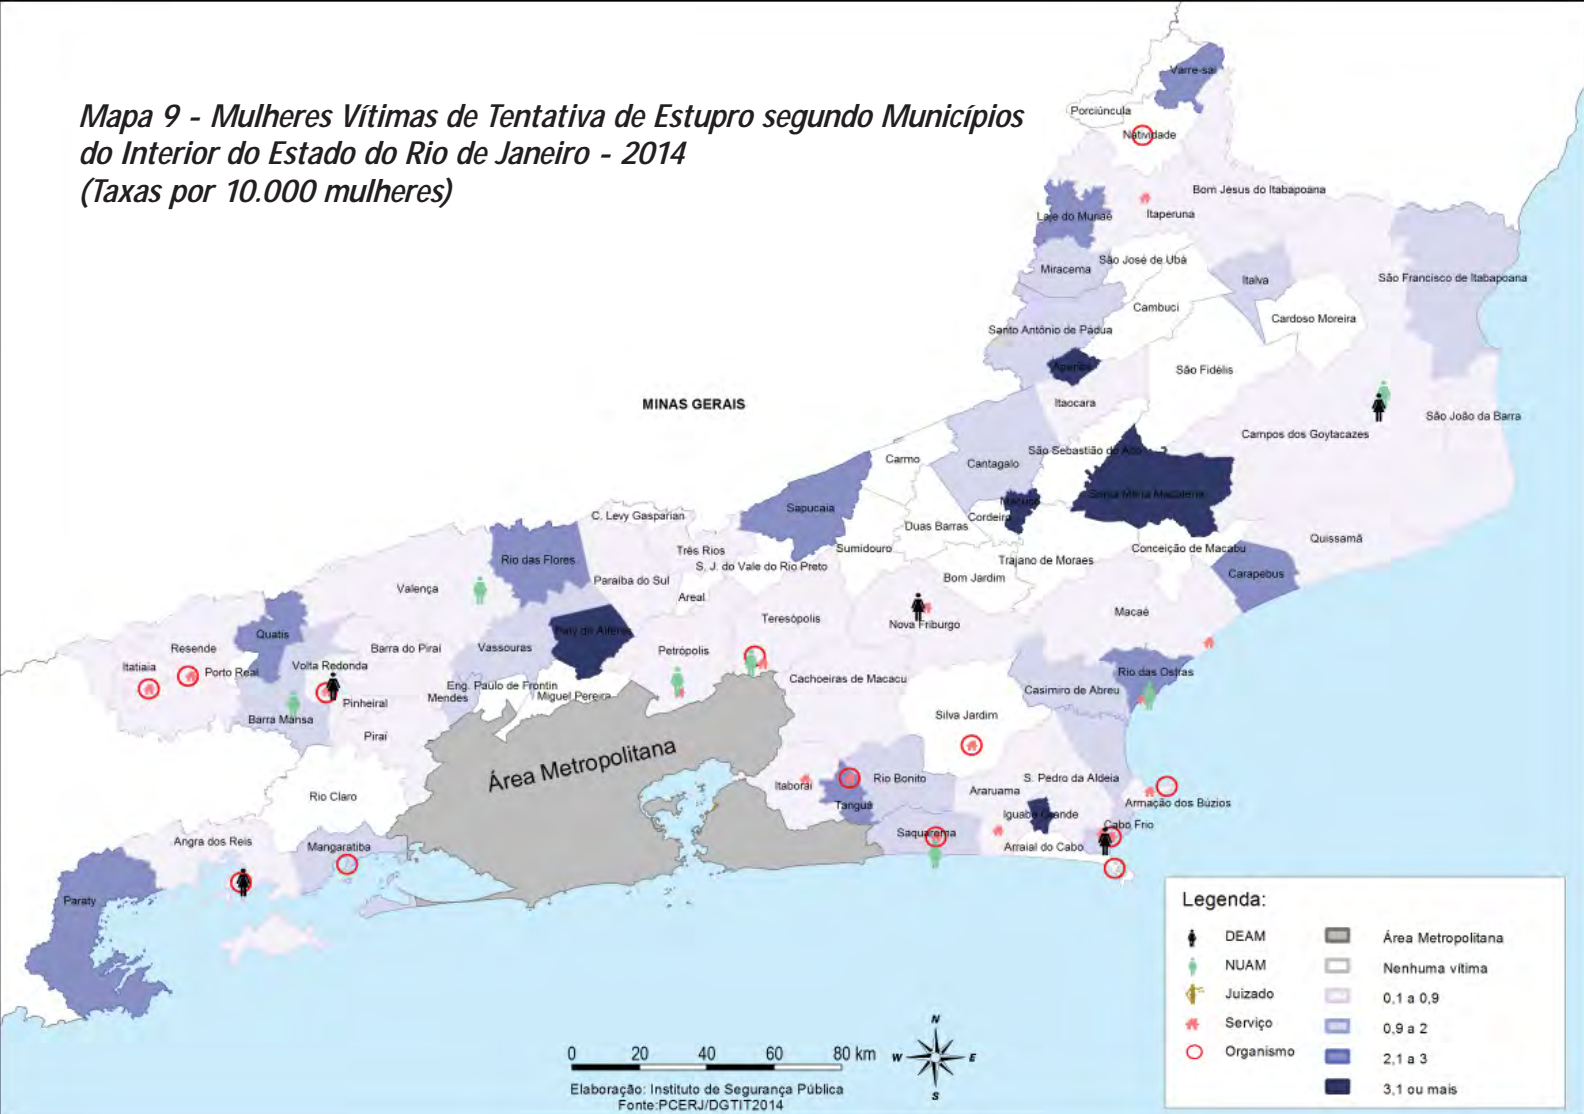 Mapa 9 - Mulheres Vítimas de Tentativa de Estupro segundo Municípios
do Interior do Estado do Rio de Janeiro - 2014
(Taxas por 10.000 mulheres)
Varre-sai
Porciúncula
Natividade
Bom Jesus do Itabapoana
Itaperuna
Laje do Muriaé
São José de Ubá
Miracema
Italva
São Francisco de Itabapoana
Cambuci
Cardoso Moreira
Santo Antônio de Pádua
Aperibé
São Fidélis
MINAS GERAIS
Itaocara
São João da Barra
Campos dos Goytacazes
São Sebastião do Alto
Carmo
Cantagalo
Santa Maria Madalena
Macuco
Sapucaia
Cordeiro
C. Levy Gasparian
Duas Barras
Quissamã
Três Rios
Sumidouro
Conceição de Macabu
Rio das Flores
Trajano de Moraes
S. J. do Vale do Rio Preto
Carapebus
Paraíba do Sul
Bom Jardim
Valença
Areal
Macaé
Teresópolis
Nova Friburgo
Paty do Alferes
Quatis
Resende
Barra do Piraí
Vassouras
Petrópolis
Itatiaia
Volta Redonda
Porto Real
Rio das Ostras
Cachoeiras de Macacu
Eng. Paulo de Frontin
Casimiro de Abreu
Mendes
Miguel Pereira
Pinheiral
Barra Mansa
Silva Jardim
Piraí
Área Metropolitana
Rio Bonito
S. Pedro da Aldeia
Itaboraí
Araruama
Rio Claro
Tanguá
Armação dos Búzios
Iguaba Grande
Cabo Frio
Saquarema
Angra dos Reis
Mangaratiba
Arraial do Cabo
Paraty
Legenda:
DEAM
NUAM
Juizado
Serviço
Organismo
Área Metropolitana
Nenhuma vítima
0,1 a 0,9
0,9 a 2
2,1 a 3
3,1 ou mais
N
W
E
S
0 20 40 60 80 km
Elaboração: Instituto de Segurança Pública
Fonte:PCERJ/DGTIT2014